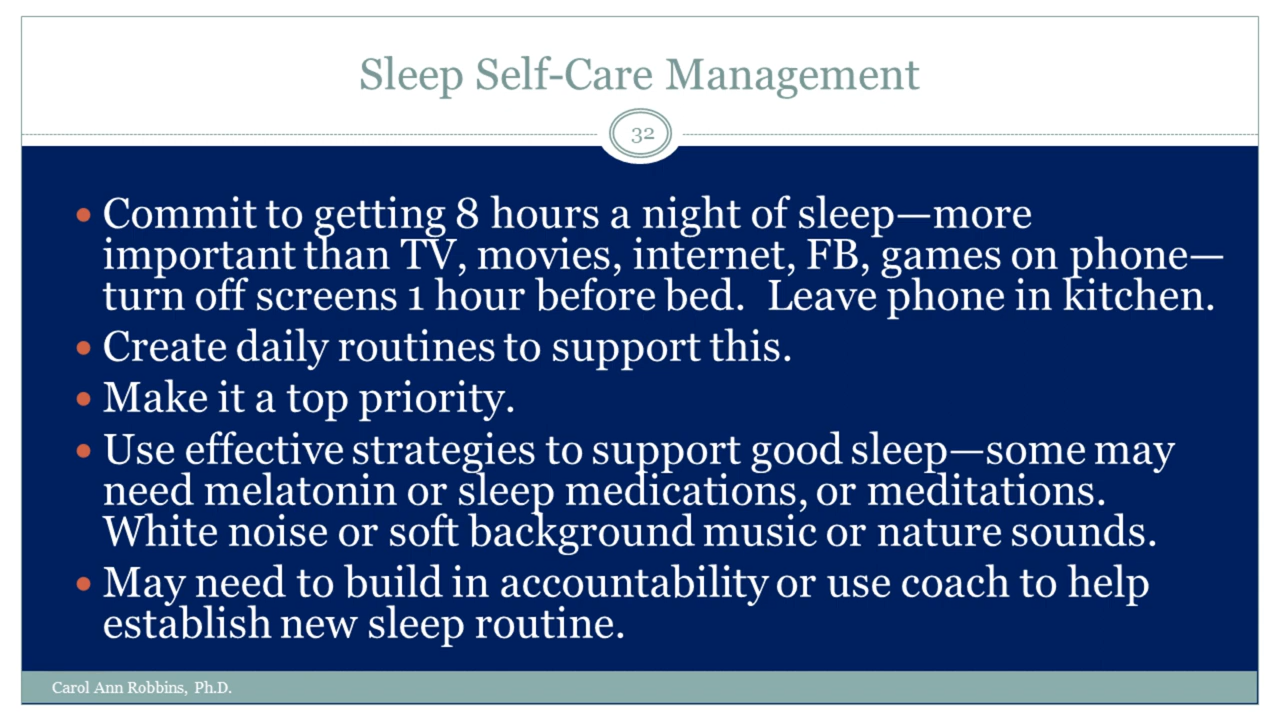 Sleep Self-Care Management
32
• Commit to getting 8 hours a night of sleep—more
important than TV, movies, internet, FB, games on phone—
turn off screens 1 hour before bed.  Leave phone in kitchen.
• Create daily routines to support this.
• Make it a top priority.
• Use effective strategies to support good sleep—some may
need melatonin or sleep medications, or meditations.
White noise or soft background music or nature sounds.
• May need to build in accountability or use coach to help
establish new sleep routine.
Carol Ann Robbins, Ph.D.